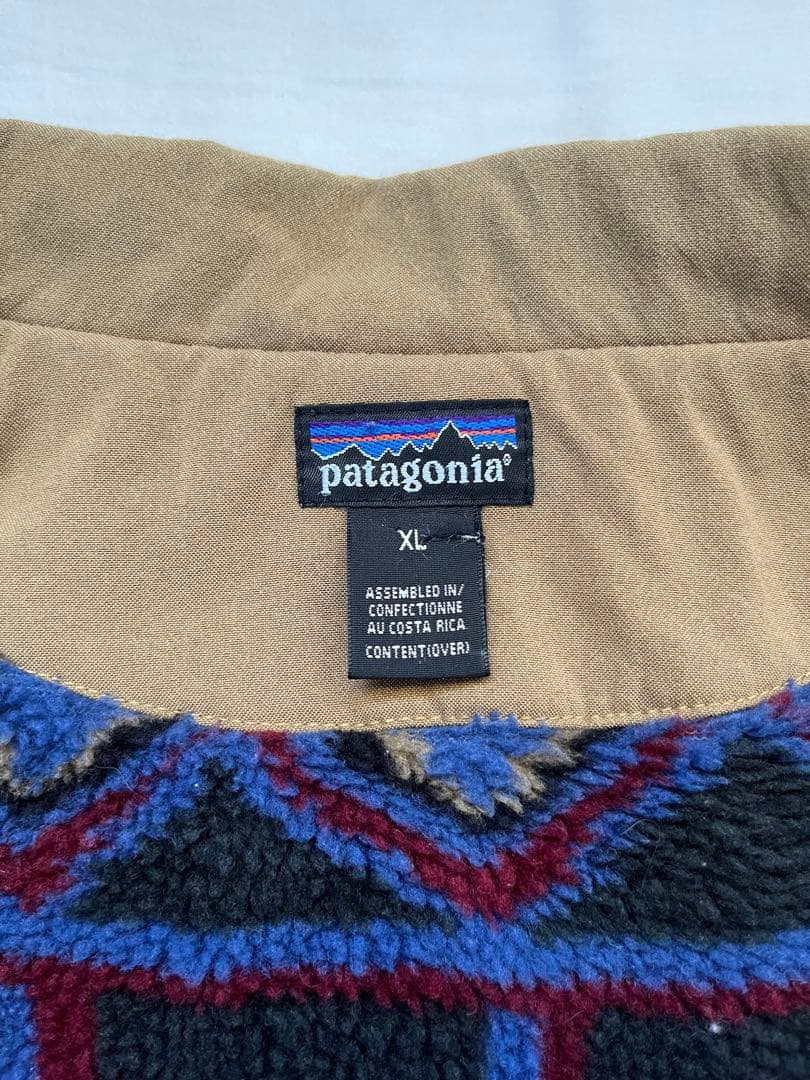 patagonia®
XL
ASSEMBLED IN/
CONFECTIONNE
AU COSTA RICA
CONTENT(OVER)